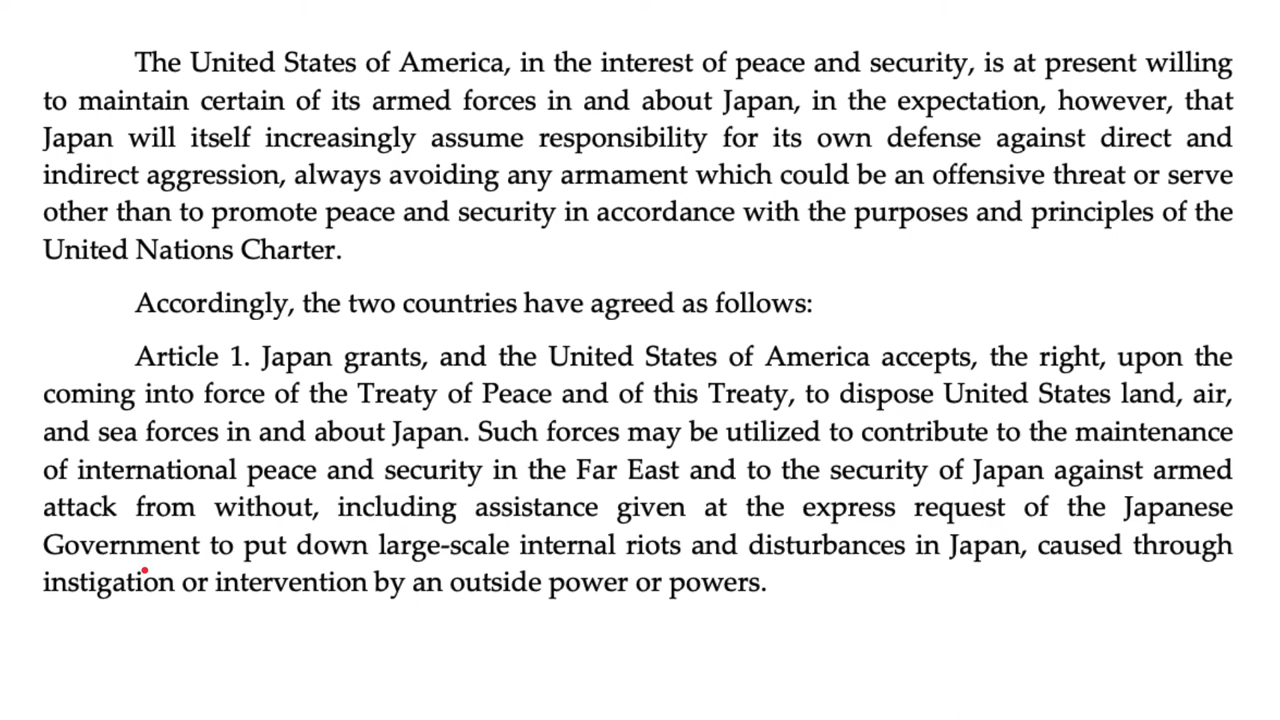 The United States of America, in the interest of peace and security, is at present willing
to maintain certain of its armed forces in and about Japan, in the expectation, however, that
Japan will itself increasingly assume responsibility for its own defense against direct and
indirect aggression, always avoiding any armament which could be an offensive threat or serve
other than to promote peace and security in accordance with the purposes and principles of the
United Nations Charter.
Accordingly, the two countries have agreed as follows:
Article 1. Japan grants, and the United States of America accepts, the right, upon the
coming into force of the Treaty of Peace and of this Treaty, to dispose United States land, air,
and sea forces in and about Japan. Such forces may be utilized to contribute to the maintenance
of international peace and security in the Far East and to the security of Japan against armed
attack from without, including assistance given at the express request of the Japanese
Government to put down large-scale internal riots and disturbances in Japan, caused through
instigation or intervention by an outside power or powers.